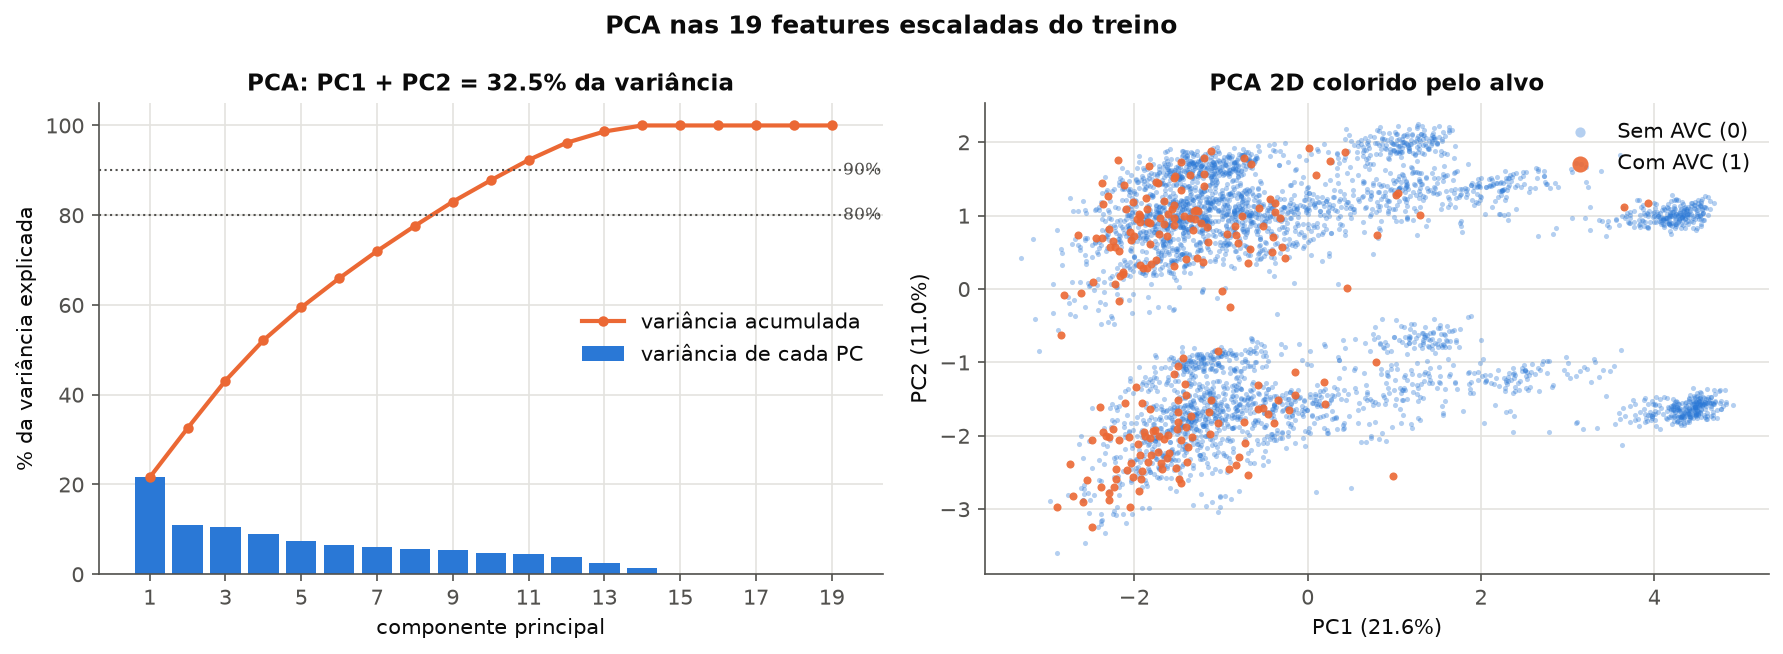 PCA nas 19 features escaladas do treino
PCA: PC1 + PC2 = 32.5% da variância
% da variância explicada
100
80
60
40
20
0
90%
80%
variância acumulada
variância de cada PC
1 3 5 7 9 11 13 15 17 19
componente principal
PCA 2D colorido pelo alvo
PC2 (11.0%)
2
1
0
−1
−2
−3
Sem AVC (0)
Com AVC (1)
−2 0 2 4
PC1 (21.6%)